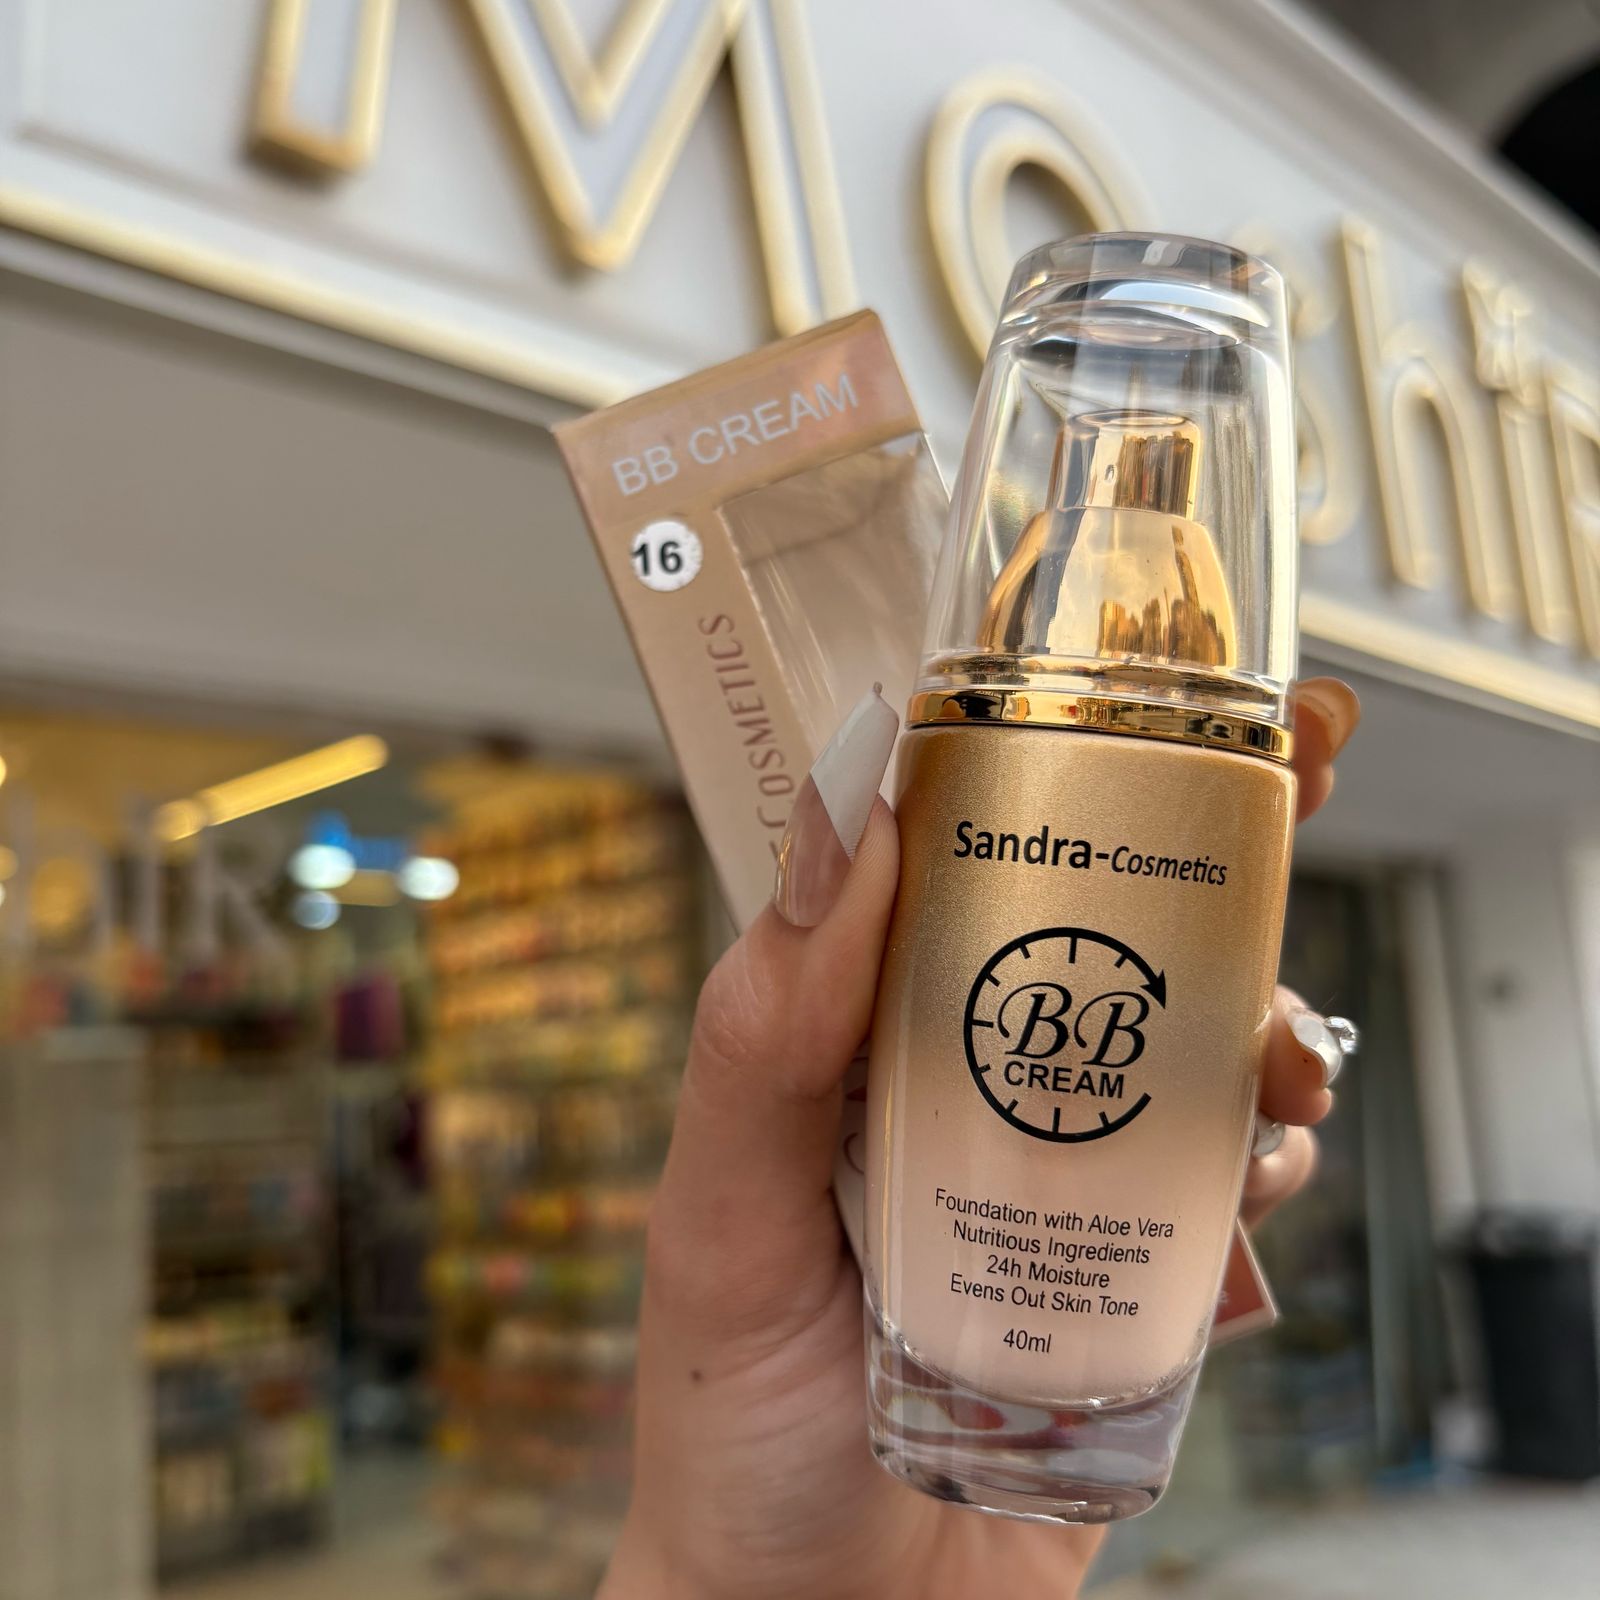 BB CREAM
16
COSMETICS
Sandra-Cosmetics
BB
CREAM
Foundation with Aloe Vera
Nutritious Ingredients
24h Moisture
Evens Out Skin Tone
40ml